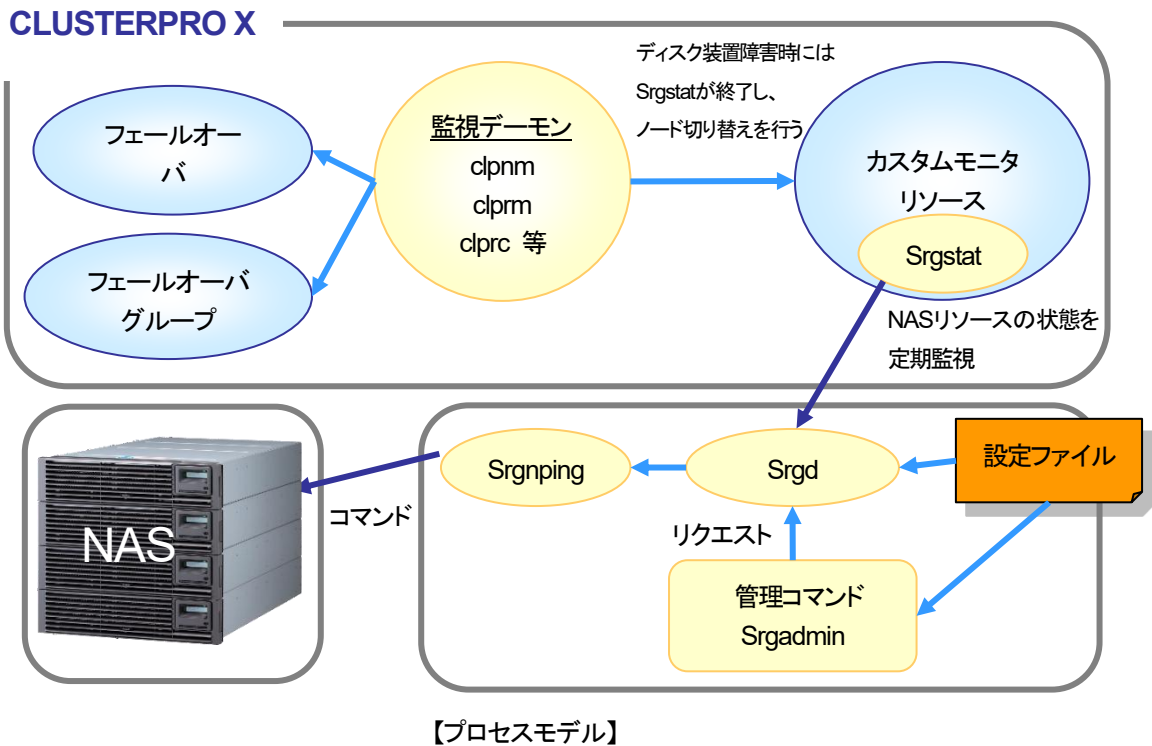 CLUSTERPRO X
ディスク装置障害時には
Srgstatが終了し、
ノード切り替えを行う
フェールオー
バ
監視デーモン
clpnm
clprm
clprc 等
カスタムモニタ
リソース
Srgstat
フェールオーバ
グループ
NASリソースの状態を
定期監視
NAS
コマンド
Srgnping
Srgd
設定ファイル
リクエスト
管理コマンド
Srgadmin
【プロセスモデル】